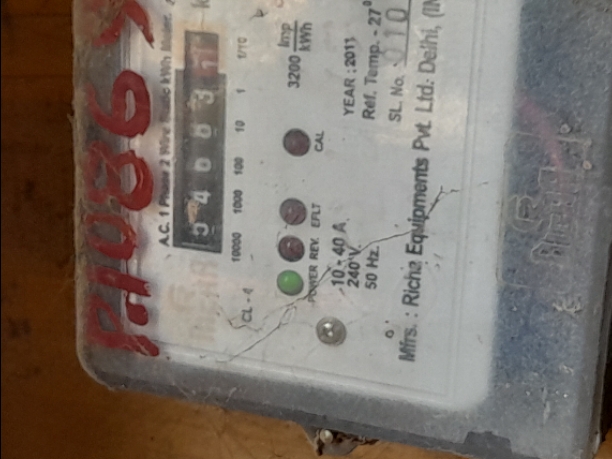 P.1086
A.C. 1 Phase 2 Wire Static kWh Meter.
10000 1000 100 10 1 1/10
CL -
3200 Imp/kWh
CAL
POWER REV. EFLT
10 - 40 A.
240 V.
50 Hz.
YEAR : 2011
Ref. Temp. - 27°
SL. No.
Mfrs. : Riche Equipments Pvt. Ltd. Delhi, (IN